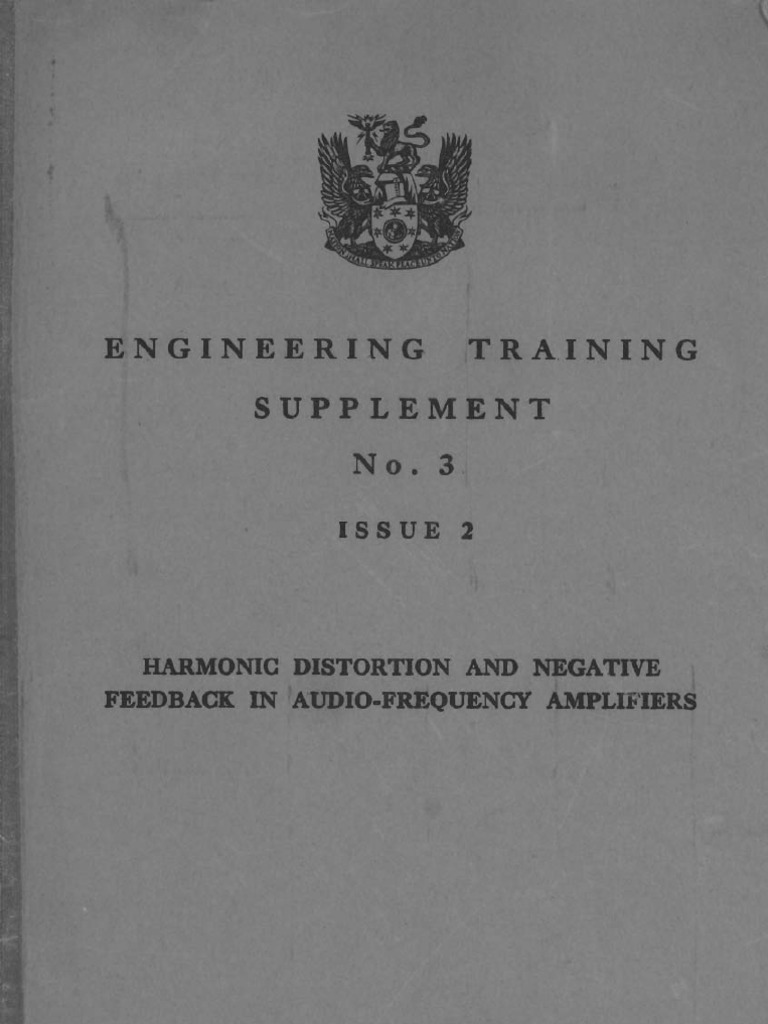 ENGINEERING TRAINING
SUPPLEMENT
No. 3
ISSUE 2
HARMONIC DISTORTION AND NEGATIVE
FEEDBACK IN AUDIO-FREQUENCY AMPLIFIERS